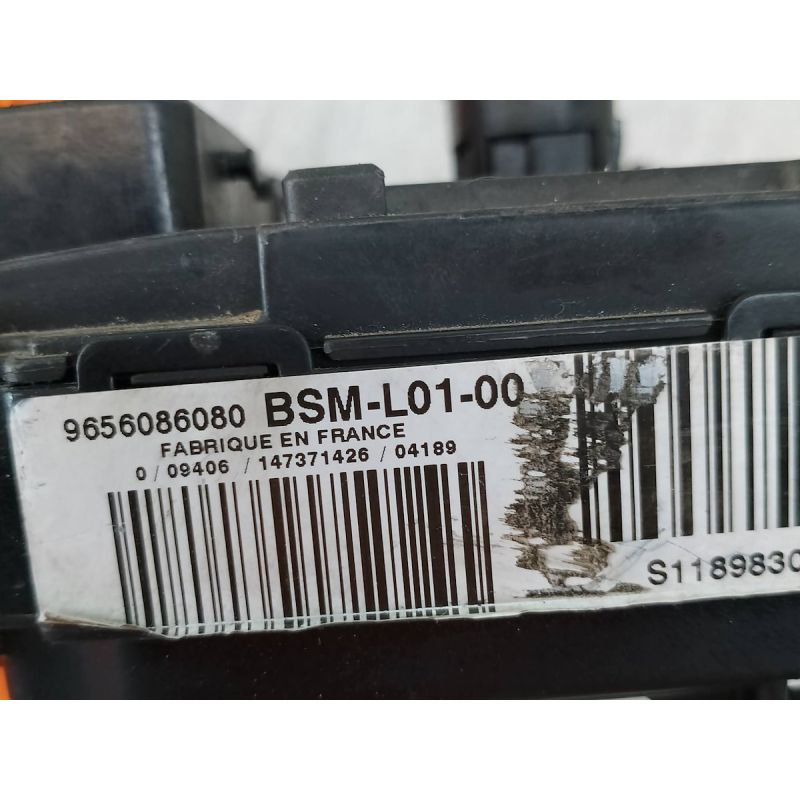 9656086080 BSM-L01-00
FABRIQUE EN FRANCE
0 / 09406 / 147371426 / 04189
S1189830